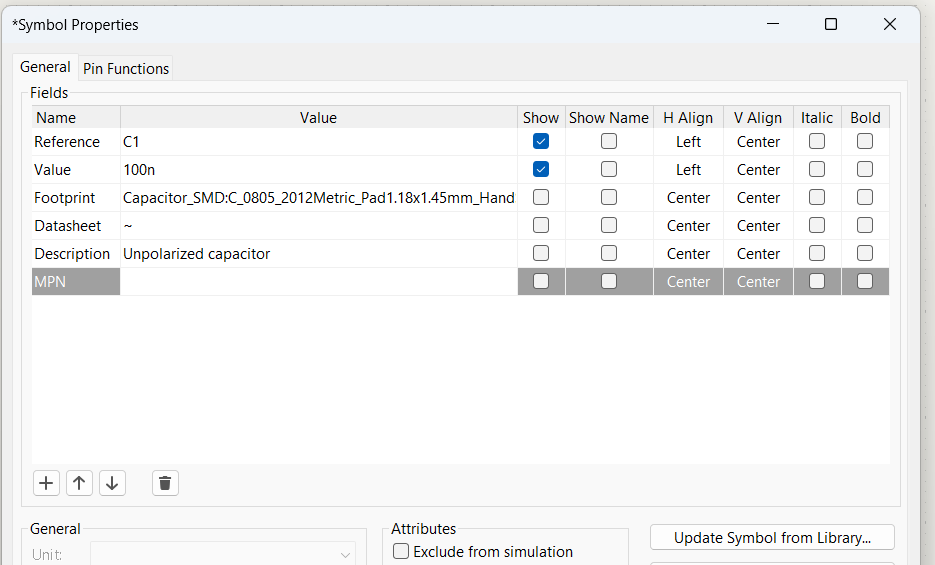 *Symbol Properties
General Pin Functions
Fields
Name Value Show Show Name H Align V Align Italic Bold
Reference C1 Left Center
Value 100n Left Center
Footprint Capacitor_SMD:C_0805_2012Metric_Pad1.18x1.45mm_Hand Center Center
Datasheet ~ Center Center
Description Unpolarized capacitor Center Center
MPN Center Center
General Attributes
Update Symbol from Library...
Unit: Exclude from simulation